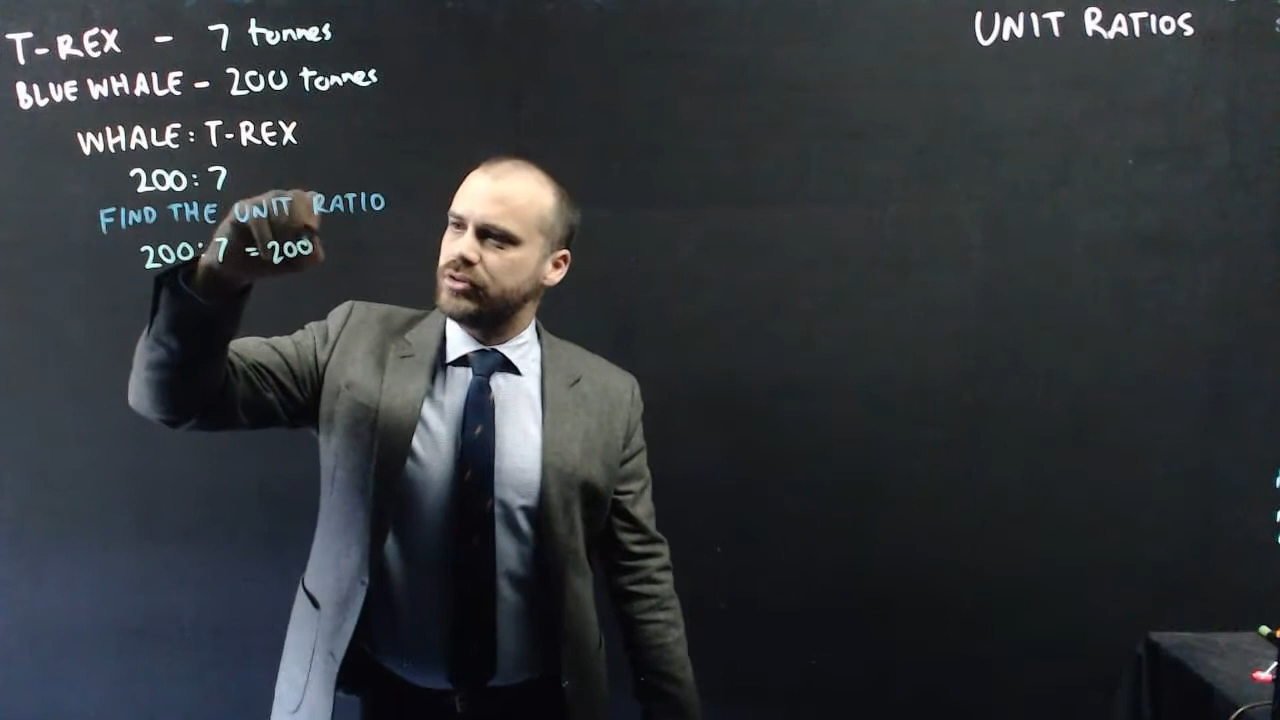 T-REX - 7 tonnes
BLUE WHALE - 200 tonnes
WHALE : T-REX
200 : 7
FIND THE UNIT RATIO
200 : 7 = 200
UNIT RATIOS